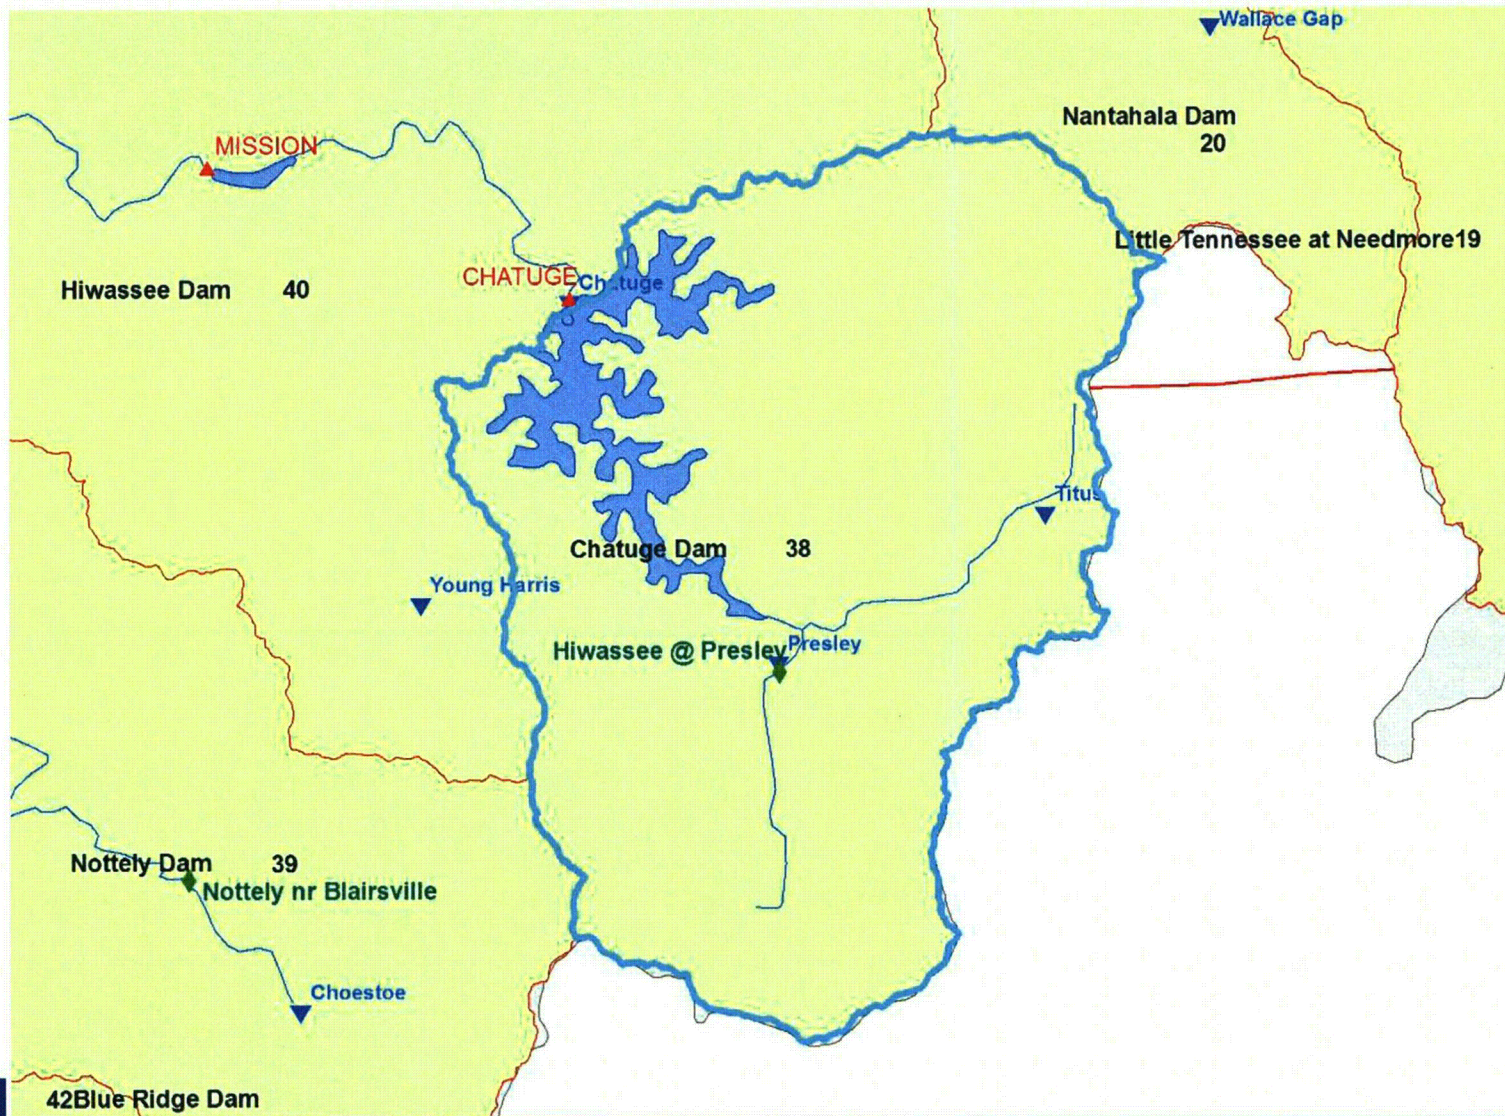 Wallace Gap
Nantahala Dam
20
MISSION
Little Tennessee at Needmore19
CHATUGE
Chatuge
Hiwassee Dam 40
Titus
Chatuge Dam 38
Young Harris
Hiwassee @ Presley
Presley
Nottely Dam 39
Nottely nr Blairsville
Choestoe
42Blue Ridge Dam